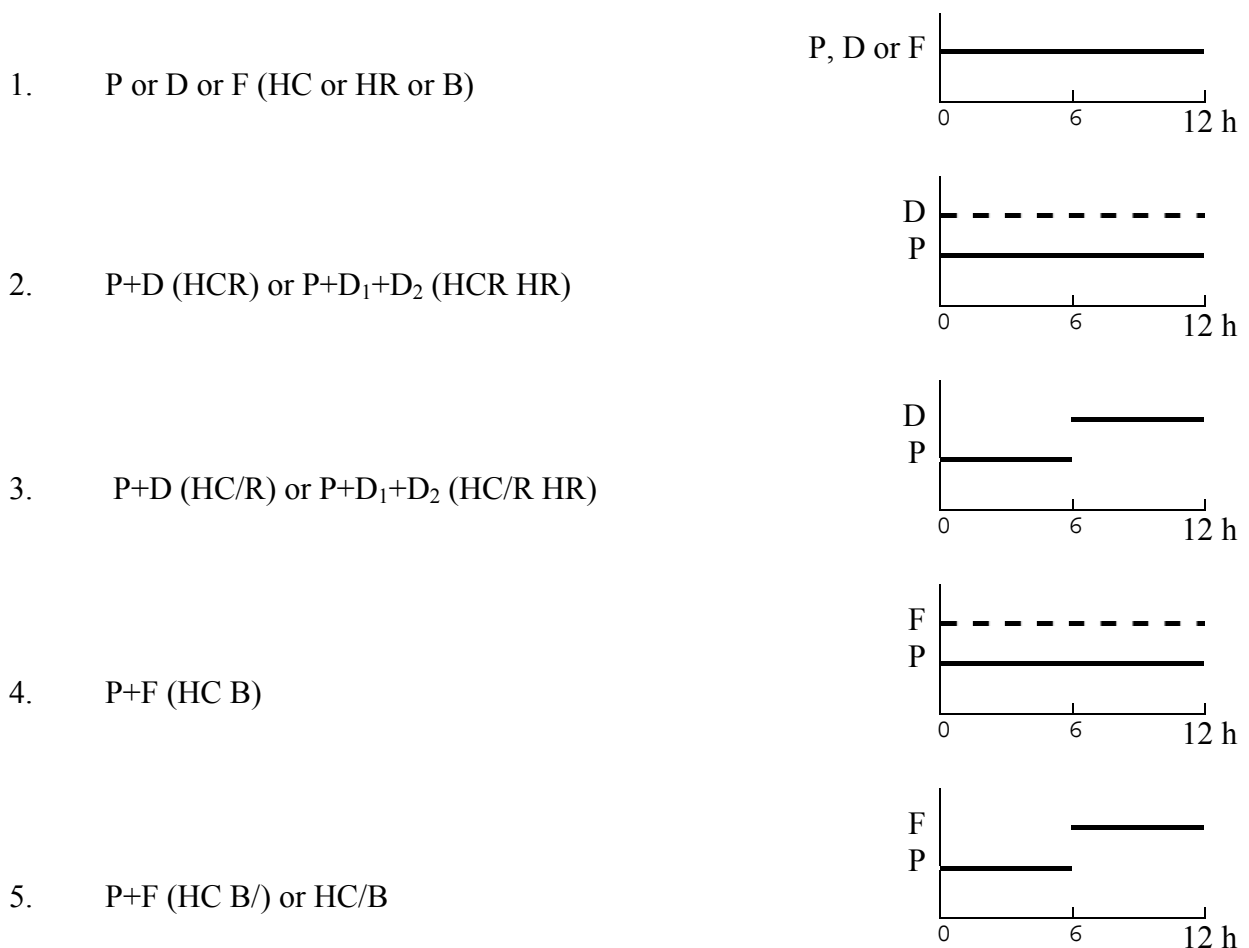 P, D or F
1. P or D or F (HC or HR or B)
0 6 12 h
D
P
2. P+D (HCR) or P+D₁+D₂ (HCR HR)
0 6 12 h
D
P
3. P+D (HC/R) or P+D₁+D₂ (HC/R HR)
0 6 12 h
F
P
4. P+F (HC B)
0 6 12 h
F
P
5. P+F (HC B/) or HC/B
0 6 12 h